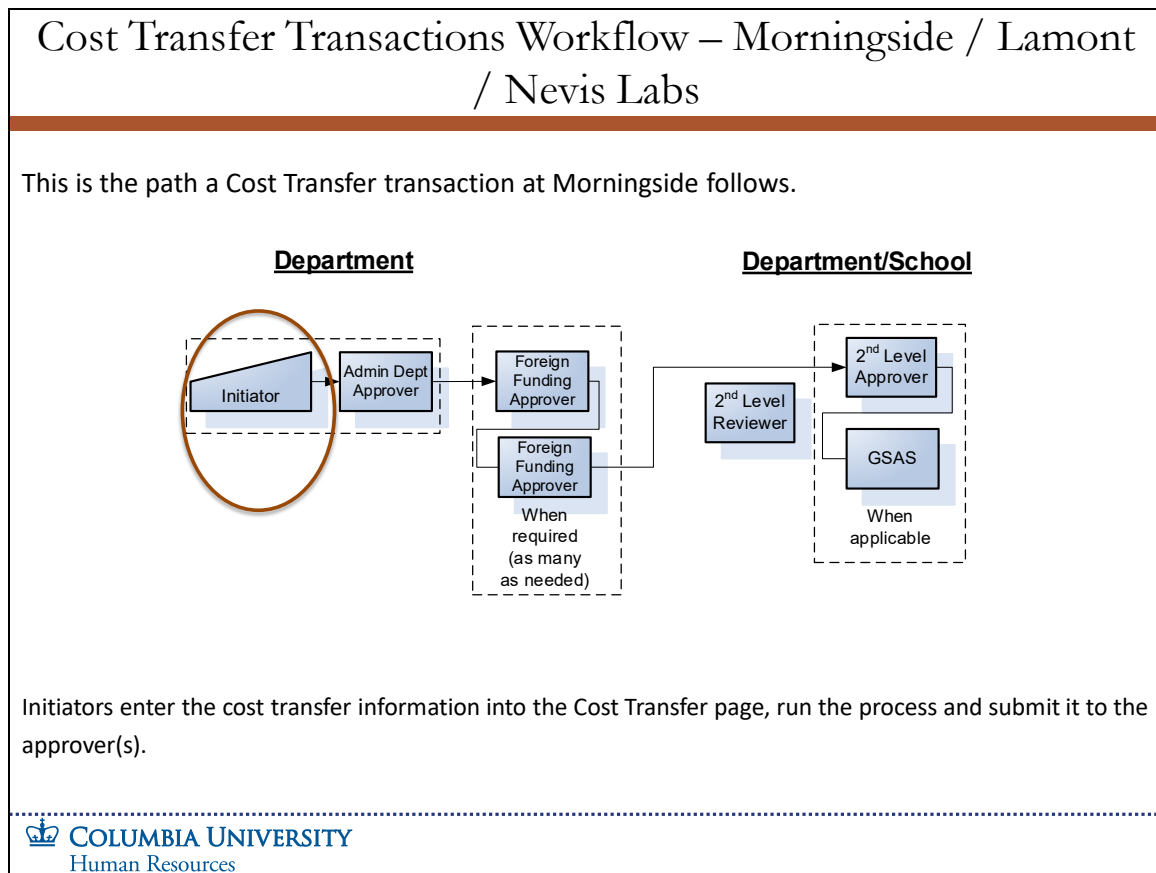 Cost Transfer Transactions Workflow – Morningside / Lamont
/ Nevis Labs
This is the path a Cost Transfer transaction at Morningside follows.
Department
Department/School
Initiator
Admin Dept
Approver
Foreign
Funding
Approver
Foreign
Funding
Approver
When
required
(as many
as needed)
2nd Level
Reviewer
2nd Level
Approver
GSAS
When
applicable
Initiators enter the cost transfer information into the Cost Transfer page, run the process and submit it to the
approver(s).
COLUMBIA UNIVERSITY
Human Resources